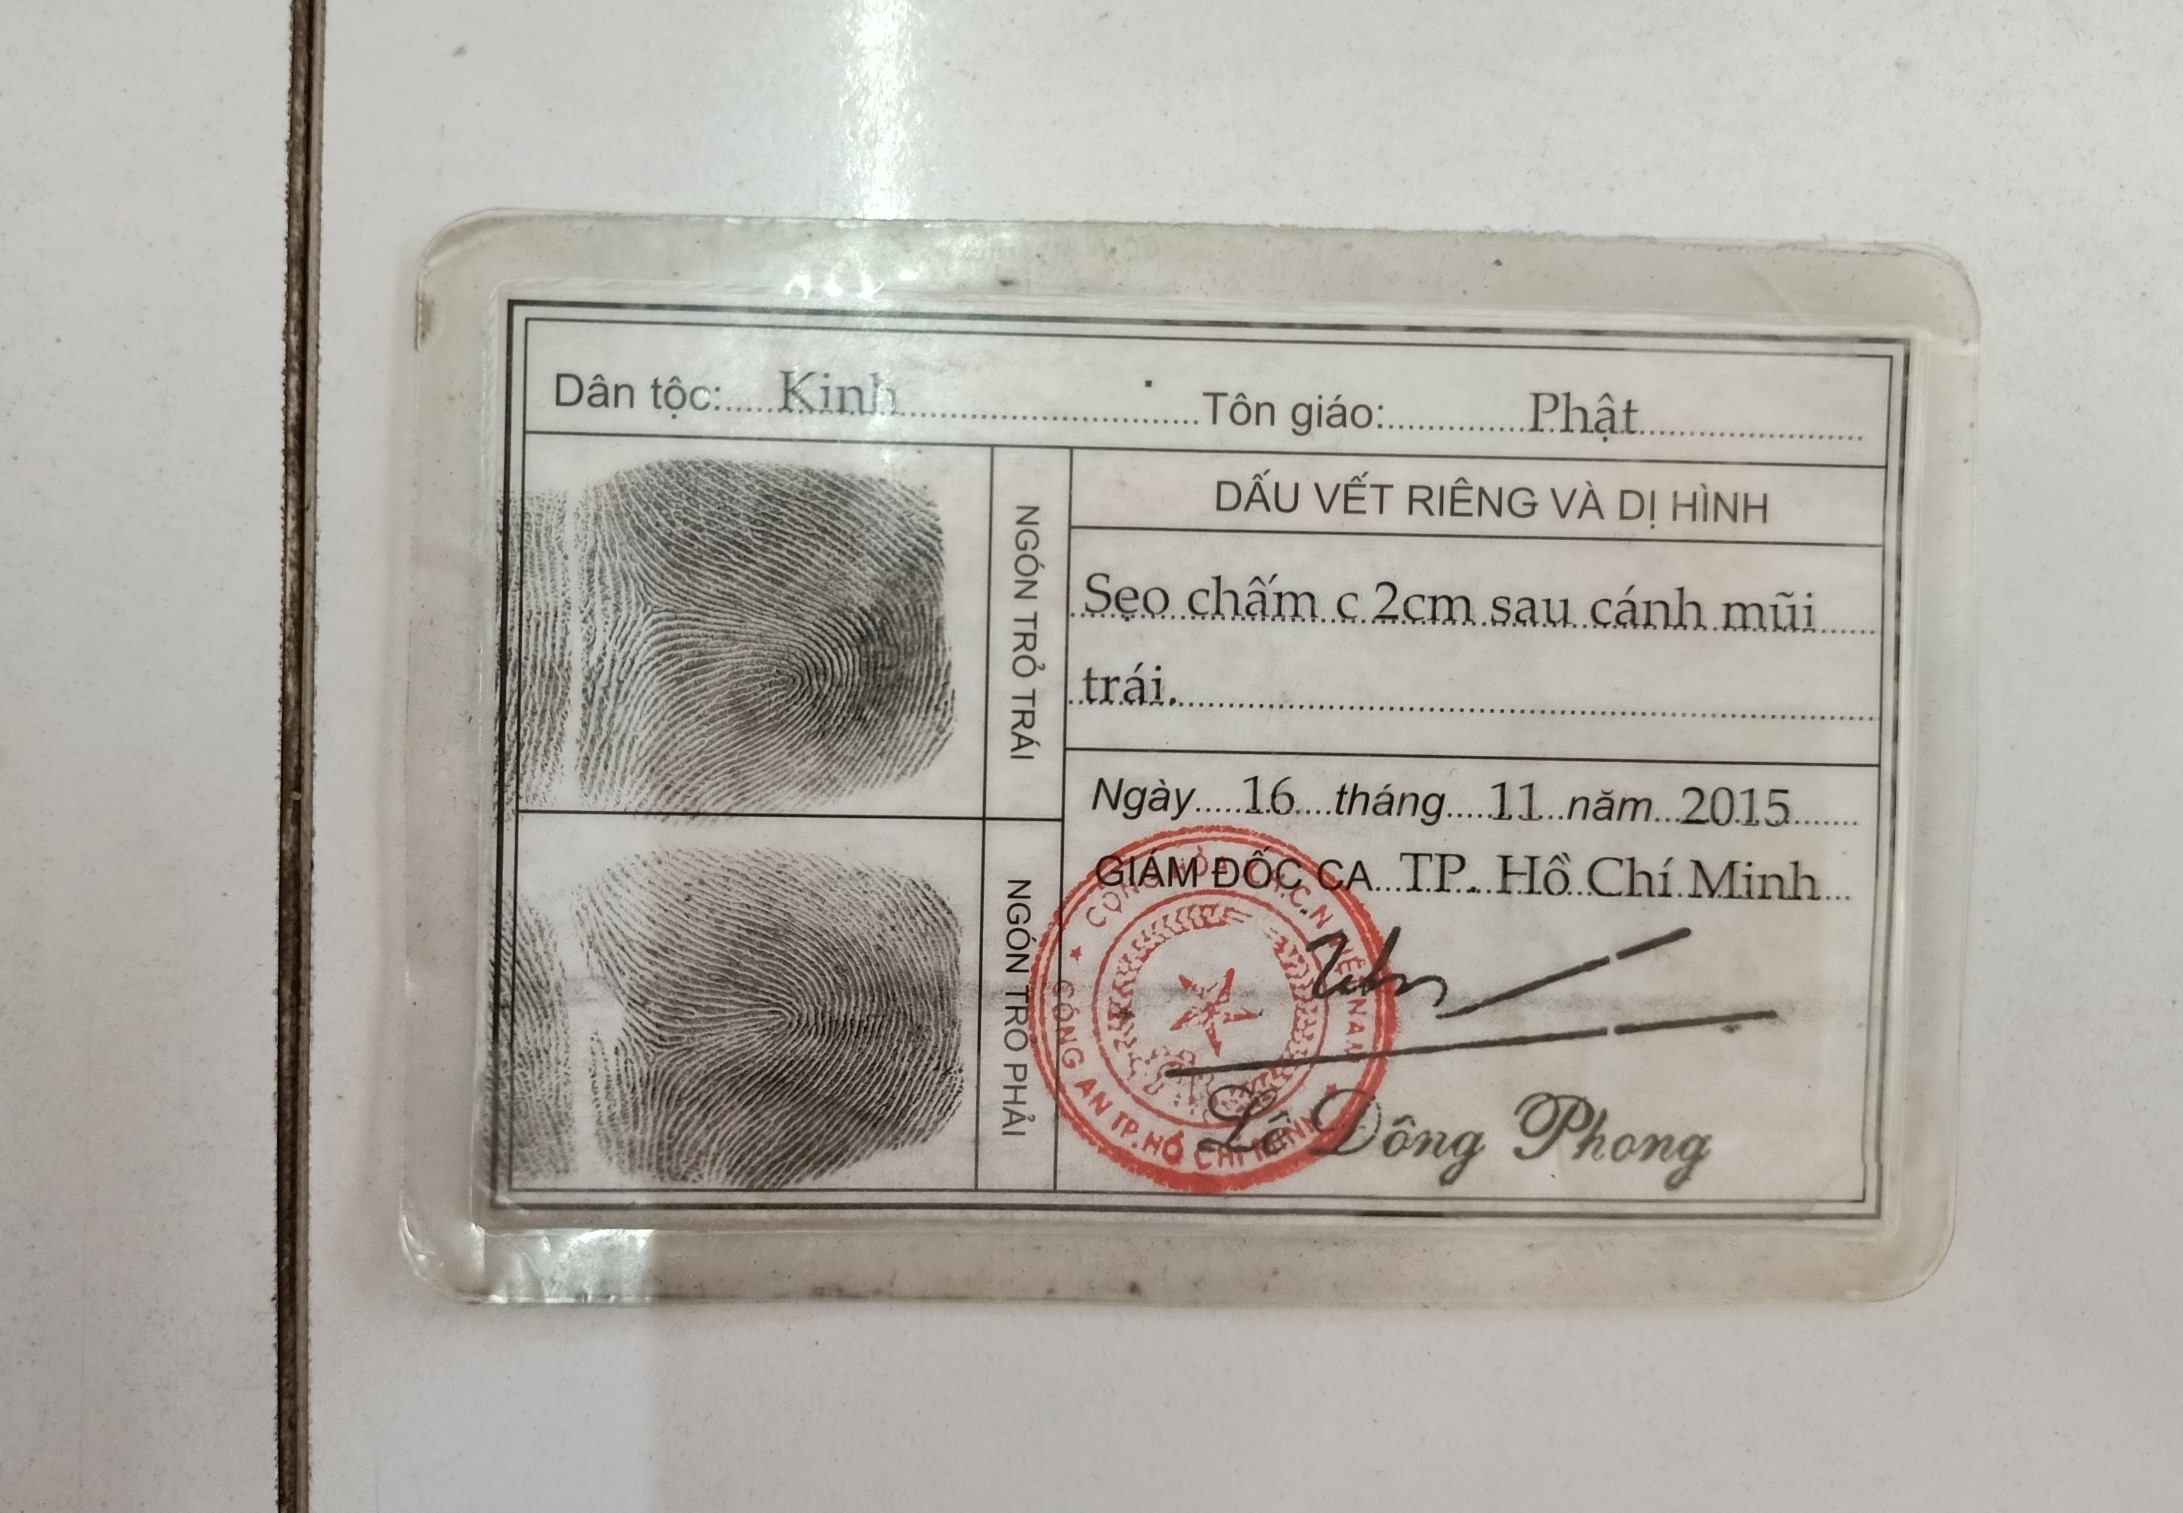 Dân tộc: Kinh Tôn giáo: Phật
NGÓN TRỎ TRÁI
NGÓN TRỎ PHẢI
DẤU VẾT RIÊNG VÀ DỊ HÌNH
Sẹo chấm c 2cm sau cánh mũi
trái.
Ngày 16 tháng 11 năm 2015
GIÁM ĐỐC CA TP. Hồ Chí Minh
CÔNG AN TP. HỒ CHÍ MINH
Lê Đông Phong